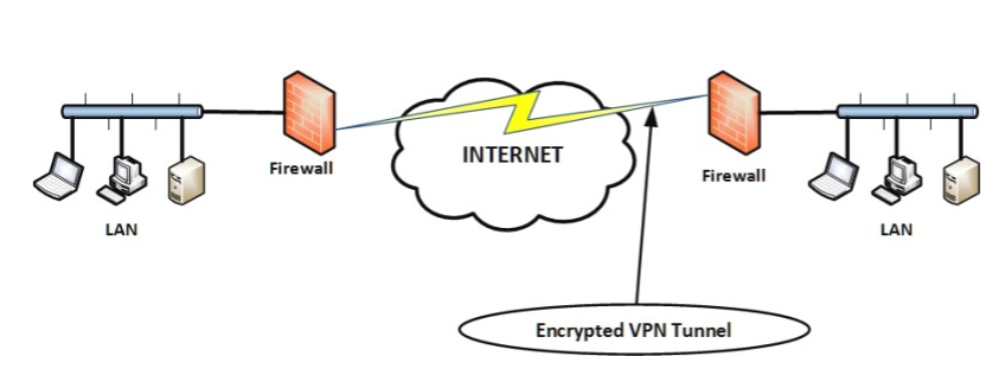 Firewall
INTERNET
Firewall
LAN
LAN
Encrypted VPN Tunnel